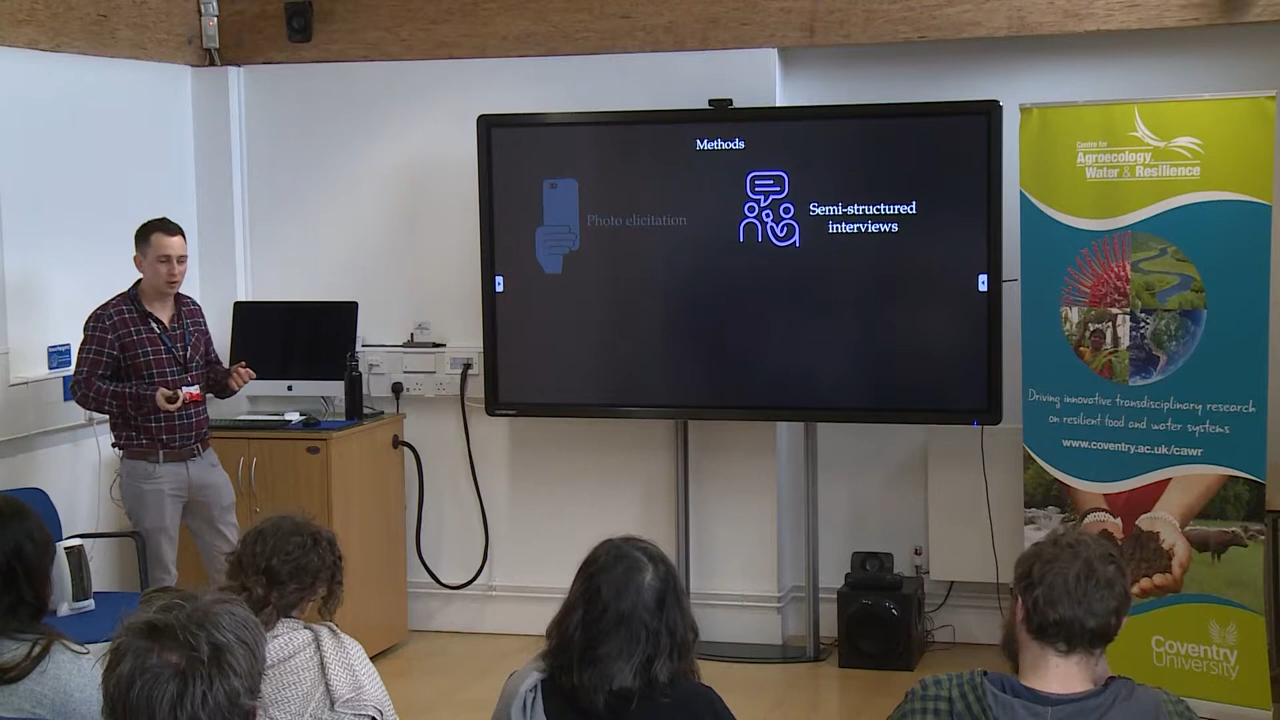 Methods
Photo elicitation
Semi-structured
interviews
Centre for
Agroecology,
Water & Resilience
Driving innovative transdisciplinary research
on resilient food and water systems
www.coventry.ac.uk/cawr
Coventry
University